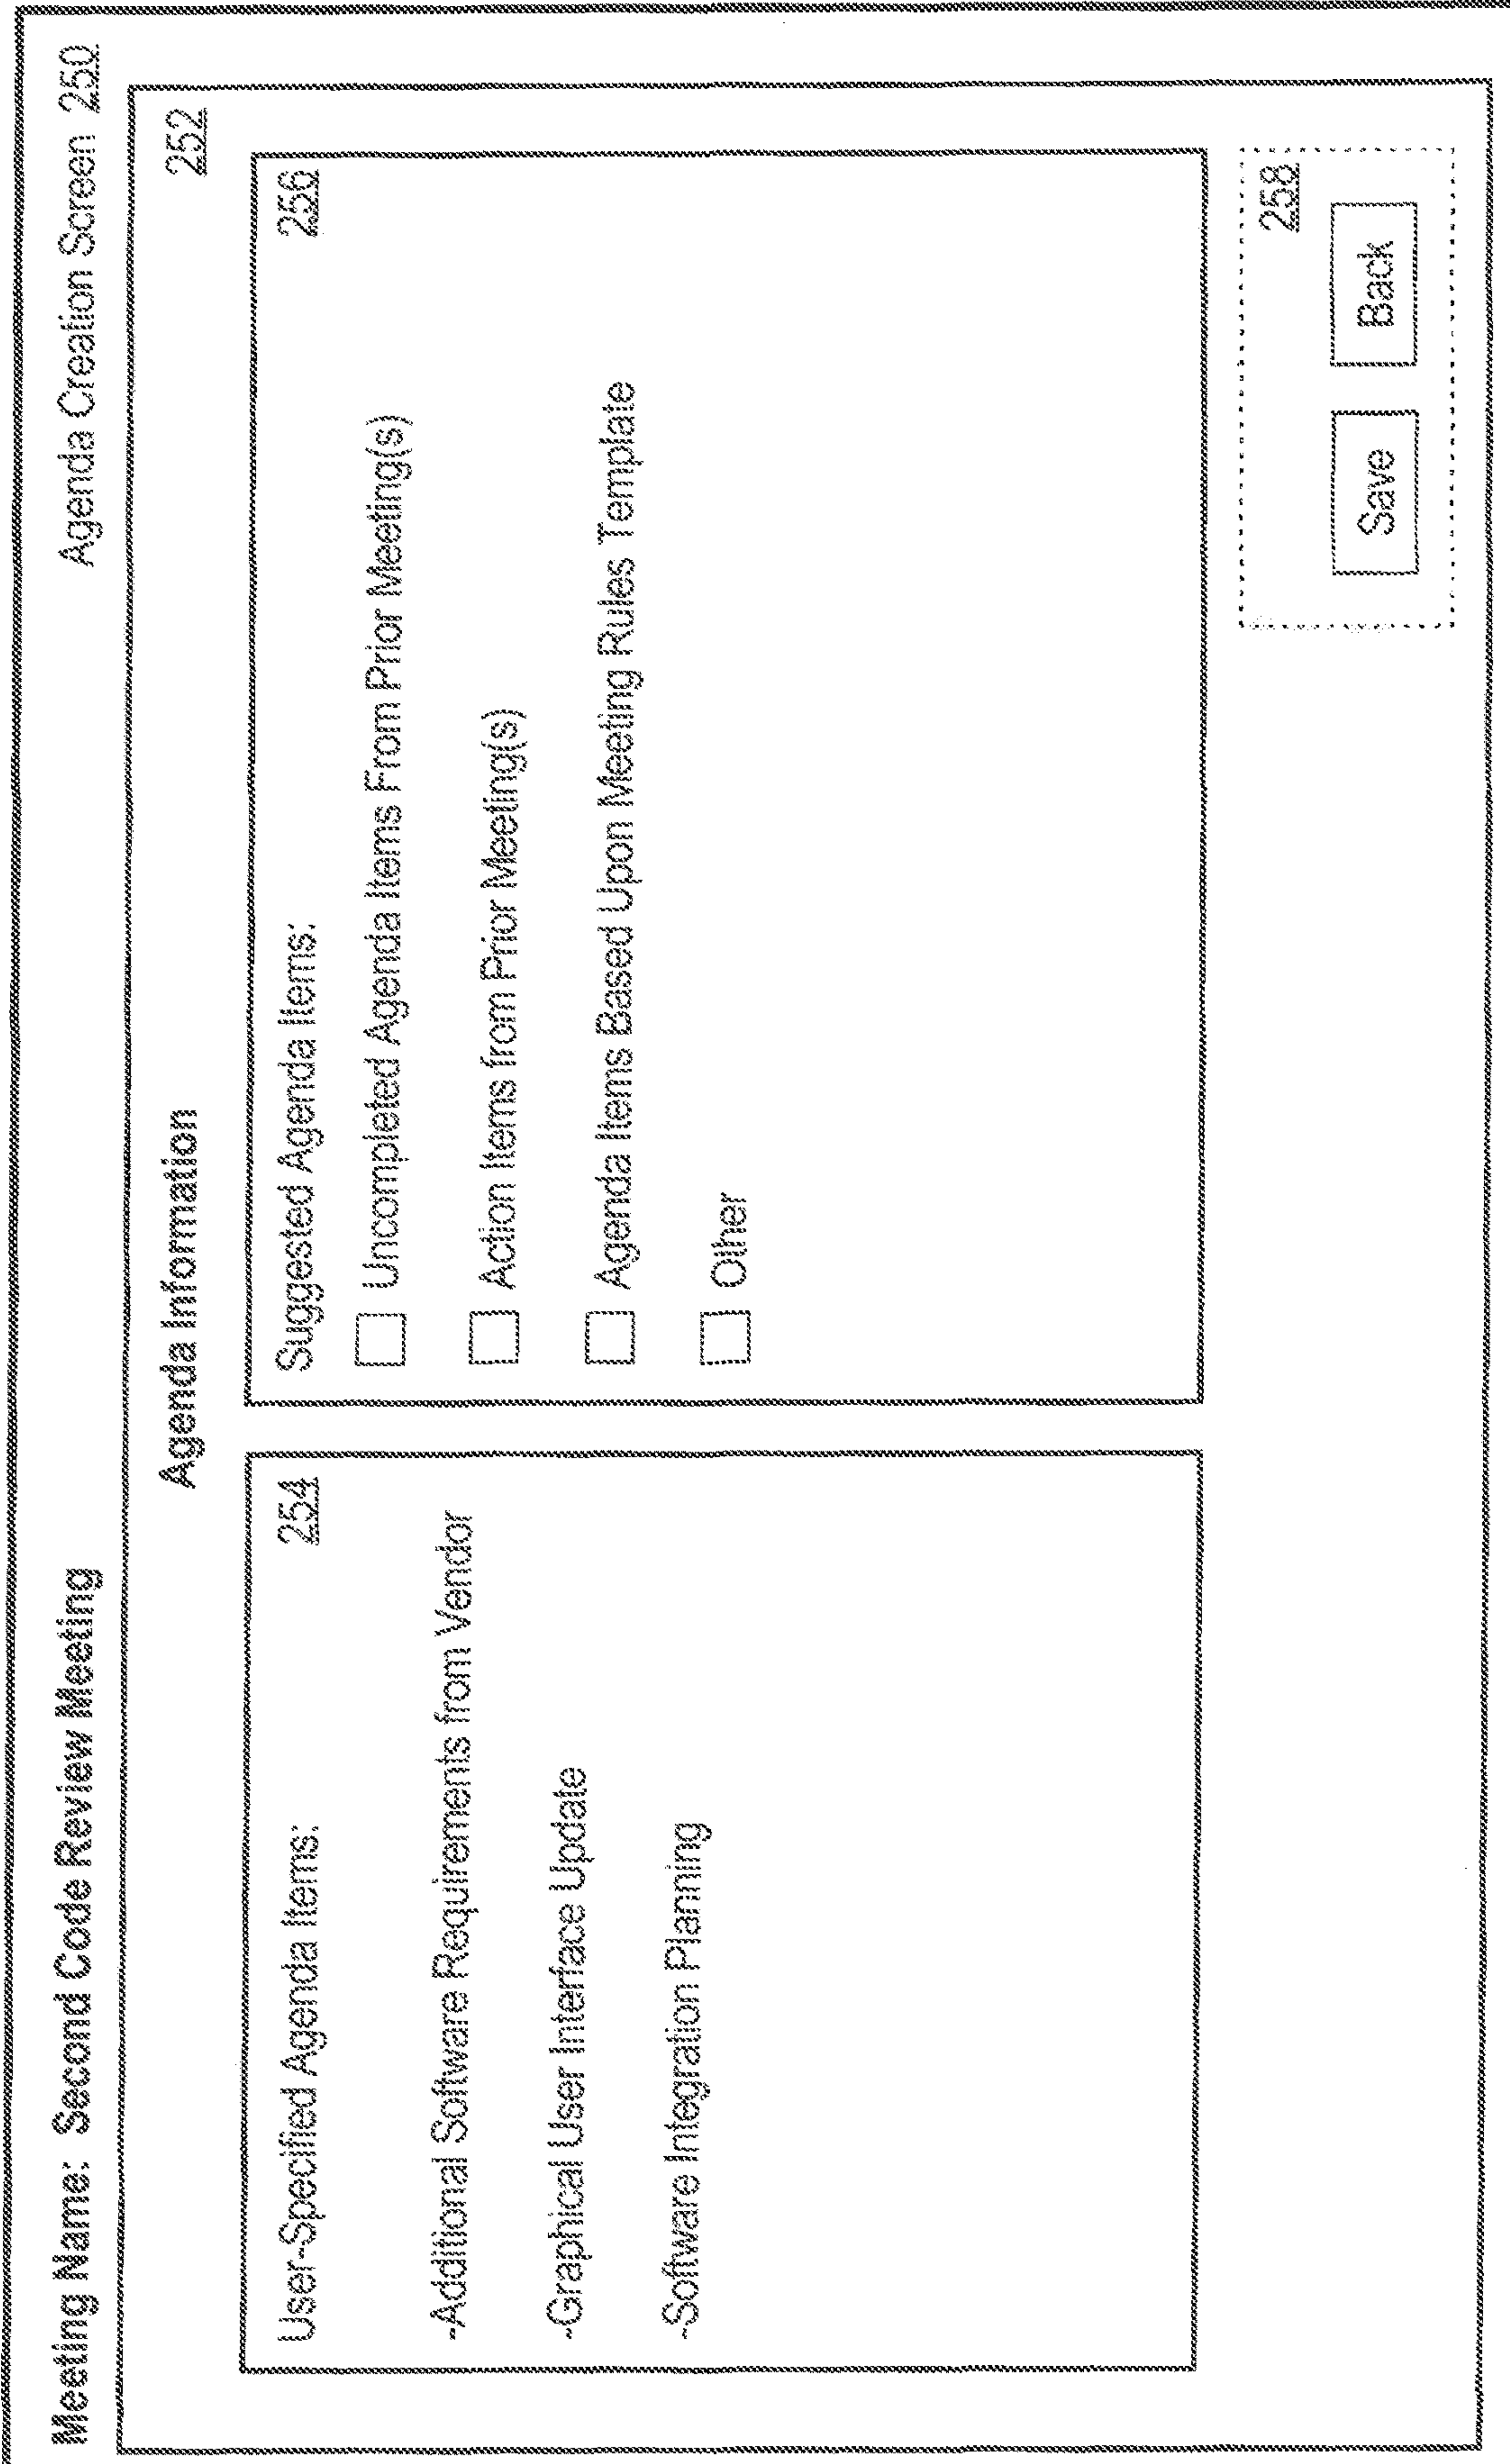 Meeting Name: Second Code Review Meeting
Agenda Creation Screen 250
Agenda Information
252
254
User-Specified Agenda Items:
-Additional Software Requirements from Vendor
-Graphical User Interface Update
-Software Integration Planning
256
Suggested Agenda Items:
Uncompleted Agenda Items From Prior Meeting(s)
Action Items from Prior Meeting(s)
Agenda Items Based Upon Meeting Rules Template
Other
258
Save
Back